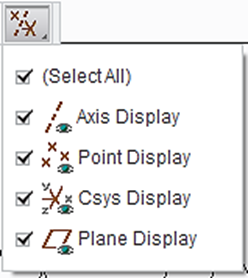 (Select All)
Axis Display
Point Display
Csys Display
Plane Display